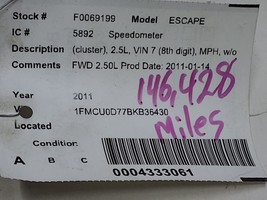 Stock # F0069199 Model ESCAPE
IC # 5892 Speedometer
Description (cluster), 2.5L, VIN 7 (8th digit), MPH, w/o
Comments FWD 2.50L Prod Date: 2011-01-14
146,428
Miles
Year 2011
1FMCU0D77BKB36430
Located
Condition:
A B C
0004333061